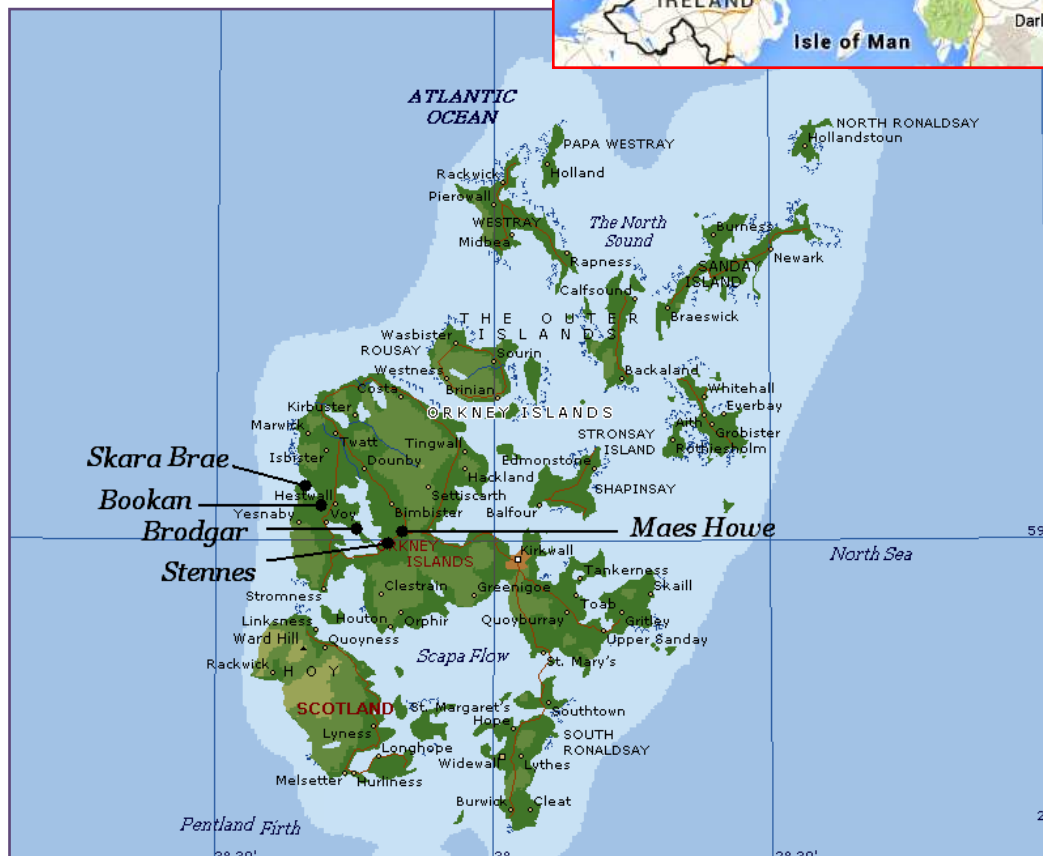 IRELAND
Isle of Man
ATLANTIC
OCEAN
NORTH RONALDSAY
Hollandstoun
PAPA WESTRAY
Rackwick
Holland
Pierowall
WESTRAY
The North
Sound
Burness
Midbea
Rapness
Newark
SANDAY
ISLAND
Calfsound
Braeswick
THE OUTER
ISLANDS
Wasbister
ROUSAY
Sourin
Westness
Backaland
Costa
Brinian
Whitehall
Kirbuster
ORKNEY ISLANDS
Everbay
Marwick
Aith
Grobister
Twatt
Tingwall
STRONSAY
ISLAND
Rothiesholm
Skara Brae
Isbister
Dounby
Edmonstone
Hackland
SHAPINSAY
Bookan
Hestwall
Settiscarth
Yesnaby
Voy
Bimbister
Balfour
Brodgar
Maes Howe
59
ORKNEY
ISLANDS
Kirkwall
North Sea
Stennes
Tankerness
Stromness
Clestrain
Greenigoe
Skaill
Toab
Linksness
Houton
Orphir
Quoyburray
Gritley
Ward Hill
Quoyness
Upper Sanday
Rackwick
HOY
Scapa Flow
St. Mary's
SCOTLAND
St. Margaret's
Hope
Southtown
Lyness
SOUTH
RONALDSAY
Longhope
Widewall
Lythes
Melsetter
Hurliness
Burwick
Cleat
Pentland Firth